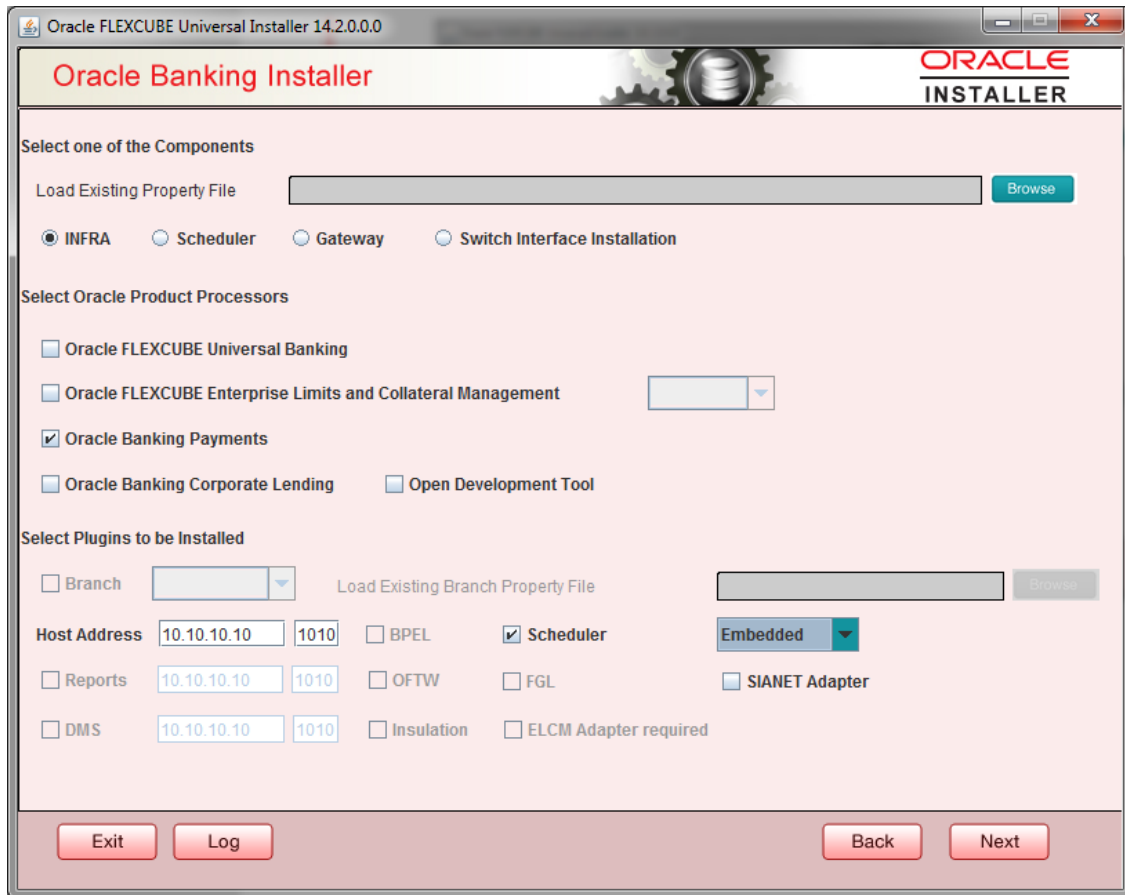 Oracle FLEXCUBE Universal Installer 14.2.0.0.0
Oracle Banking Installer
ORACLE
INSTALLER
Select one of the Components
Load Existing Property File Browse
INFRA Scheduler Gateway Switch Interface Installation
Select Oracle Product Processors
Oracle FLEXCUBE Universal Banking
Oracle FLEXCUBE Enterprise Limits and Collateral Management
Oracle Banking Payments
Oracle Banking Corporate Lending Open Development Tool
Select Plugins to be Installed
Branch Load Existing Branch Property File Browse
Host Address 10.10.10.10 1010 BPEL Scheduler Embedded
Reports 10.10.10.10 1010 OFTW FGL SIANET Adapter
DMS 10.10.10.10 1010 Insulation ELCM Adapter required
Exit Log Back Next